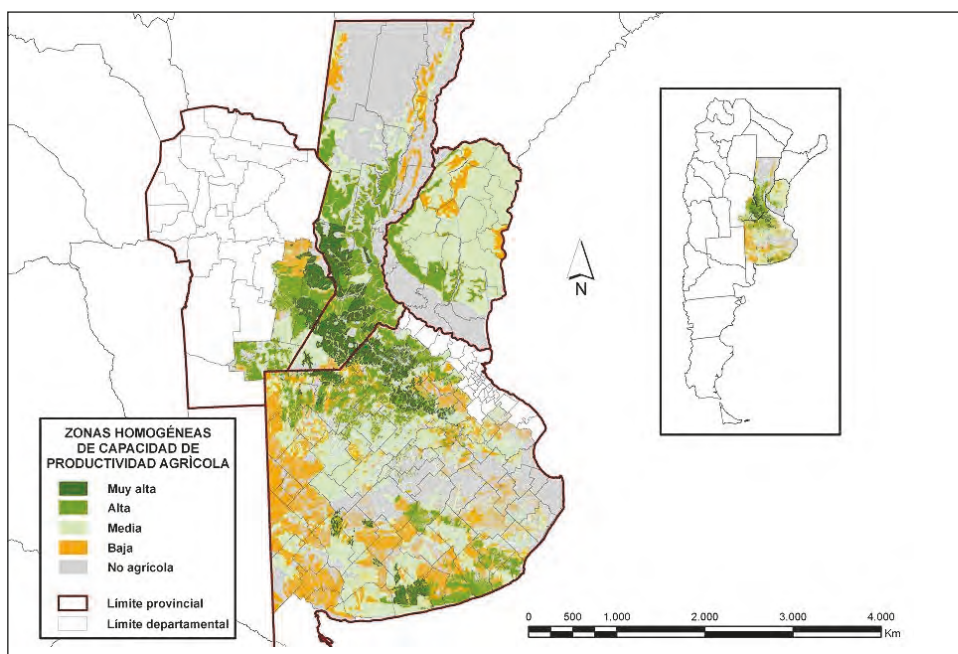 N
ZONAS HOMOGÉNEAS
DE CAPACIDAD DE
PRODUCTIVIDAD AGRÌCOLA
Muy alta
Alta
Media
Baja
No agrícola
Límite provincial
Límite departamental
0 500 1.000 2.000 3.000 4.000
Km